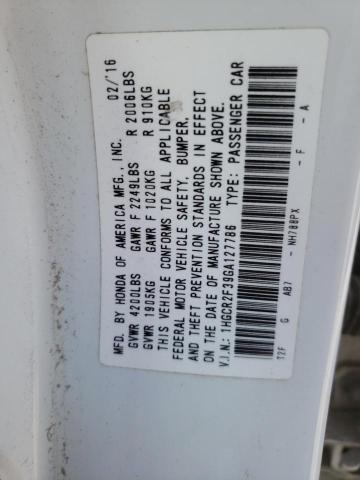 MFD. BY HONDA OF AMERICA MFG., INC. 02/16
GVWR 4200LBS GAWR F 2249LBS R 2006LBS
GVWR 1905KG GAWR F 1020KG R 910KG
THIS VEHICLE CONFORMS TO ALL APPLICABLE
FEDERAL MOTOR VEHICLE SAFETY, BUMPER,
AND THEFT PREVENTION STANDARDS IN EFFECT
ON THE DATE OF MANUFACTURE SHOWN ABOVE.
V.I.N.: 1HGCR2F39GA127786 TYPE: PASSENGER CAR
T2F G AB7 - NH788PX - F - A